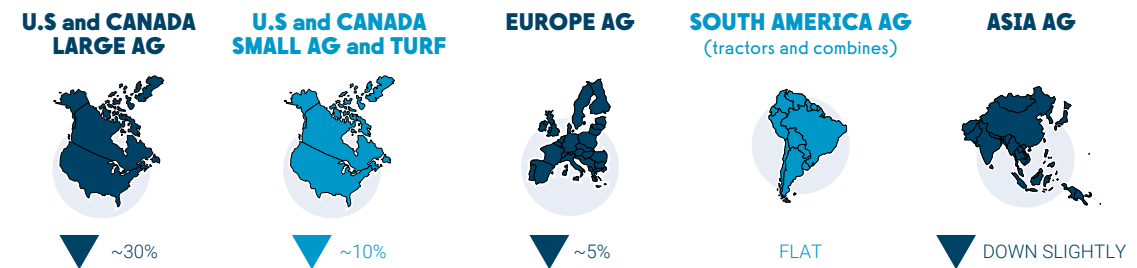 U.S and CANADA
LARGE AG
U.S and CANADA
SMALL AG and TURF
EUROPE AG
SOUTH AMERICA AG
(tractors and combines)
ASIA AG
~30%
~10%
~5%
FLAT
DOWN SLIGHTLY